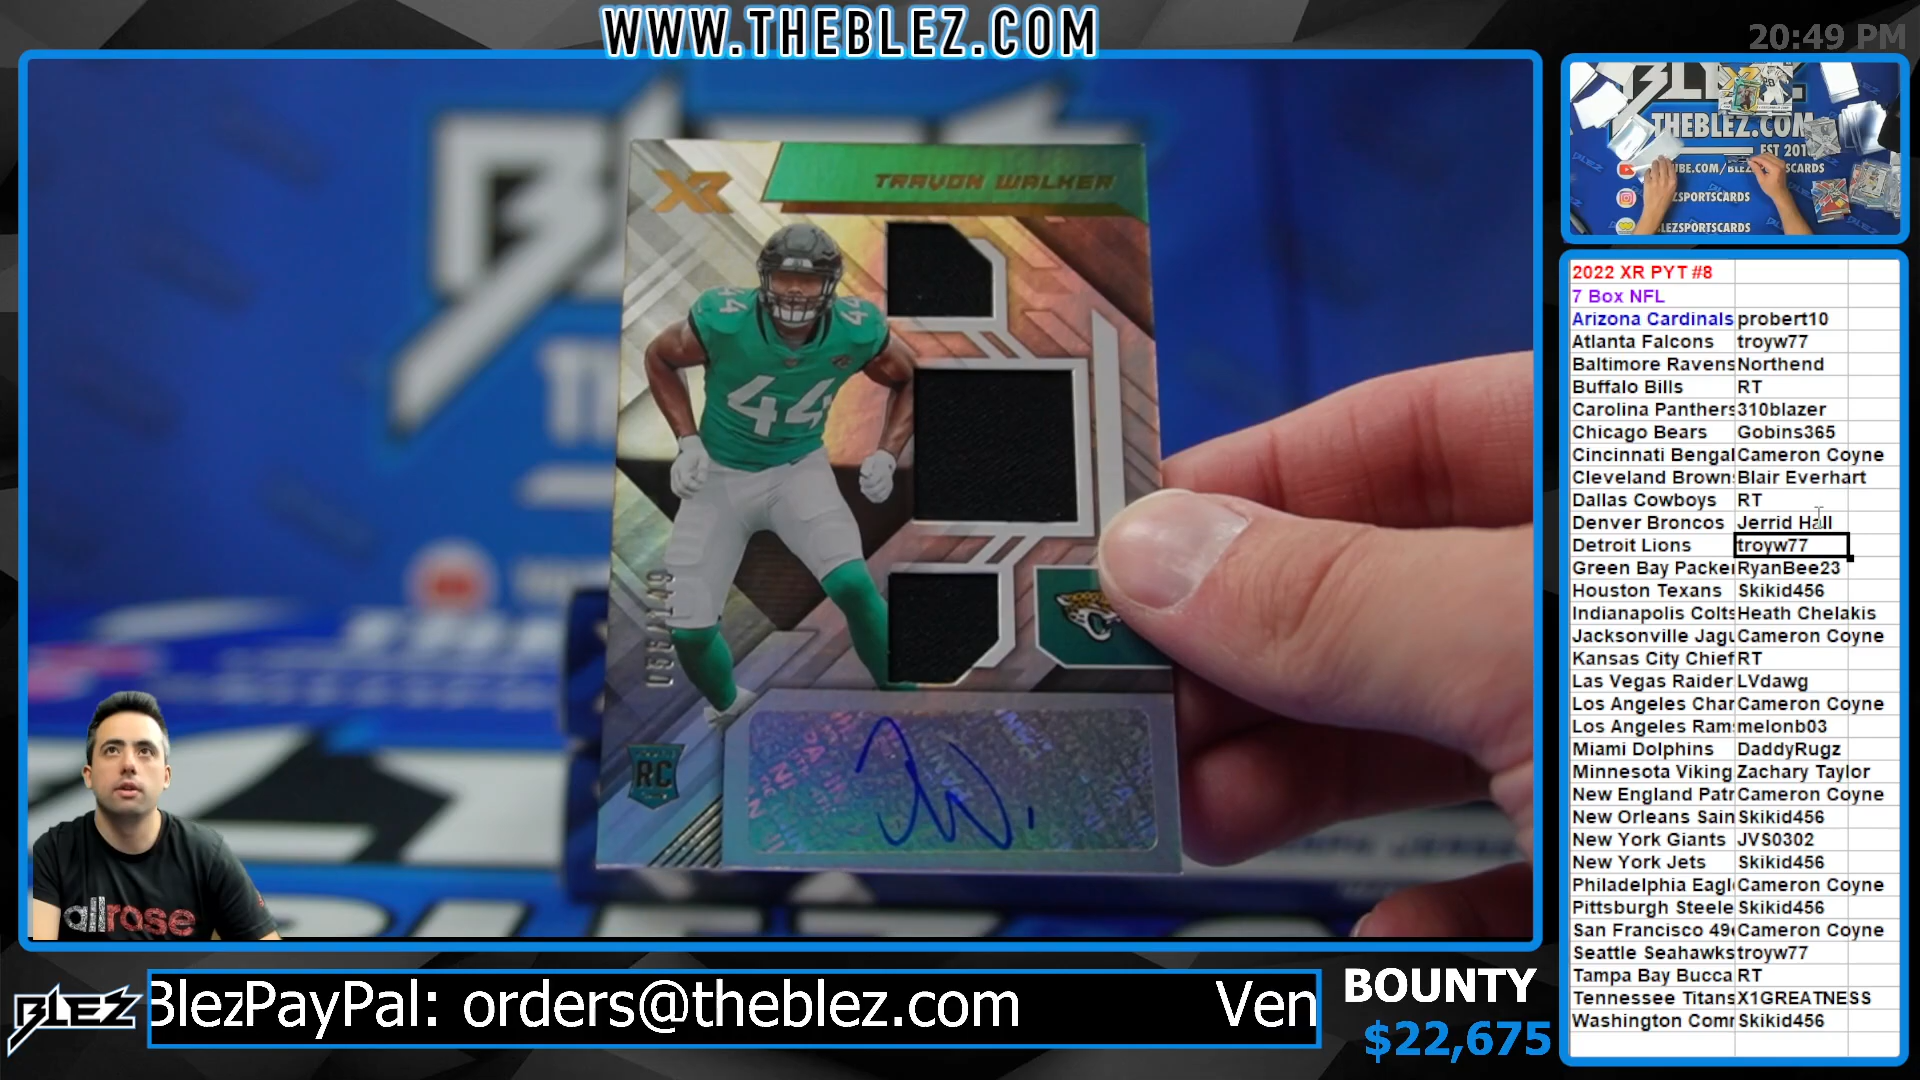 WWW.THEBLEZ.COM
20:49 PM
XR
TRAVON WALKER
44
44
44
RC
allrose
BLEZ
THEBLEZ.COM
2022 XR PYT #8
7 Box NFL
Arizona Cardinals probert10
Atlanta Falcons troyw77
Baltimore Ravens Northend
Buffalo Bills RT
Carolina Panthers 310blazer
Chicago Bears Gobins365
Cincinnati Bengal Cameron Coyne
Cleveland Brown Blair Everhart
Dallas Cowboys RT
Denver Broncos Jerrid Hall
Detroit Lions troyw77
Green Bay Packe RyanBee23
Houston Texans Skikid456
Indianapolis Colts Heath Chelakis
Jacksonville Jagu Cameron Coyne
Kansas City Chief RT
Las Vegas Raider LVdawg
Los Angeles Char Cameron Coyne
Los Angeles Ram melonb03
Miami Dolphins DaddyRugz
Minnesota Viking Zachary Taylor
New England Patr Cameron Coyne
New Orleans Sain Skikid456
New York Giants JVS0302
New York Jets Skikid456
Philadelphia Eagl Cameron Coyne
Pittsburgh Steele Skikid456
San Francisco 49 Cameron Coyne
Seattle Seahawks troyw77
Tampa Bay Bucca RT
Tennessee Titans X1GREATNESS
Washington Com Skikid456
BLEZ
BlezPayPal: orders@theblez.com Ven
BOUNTY
$22,675